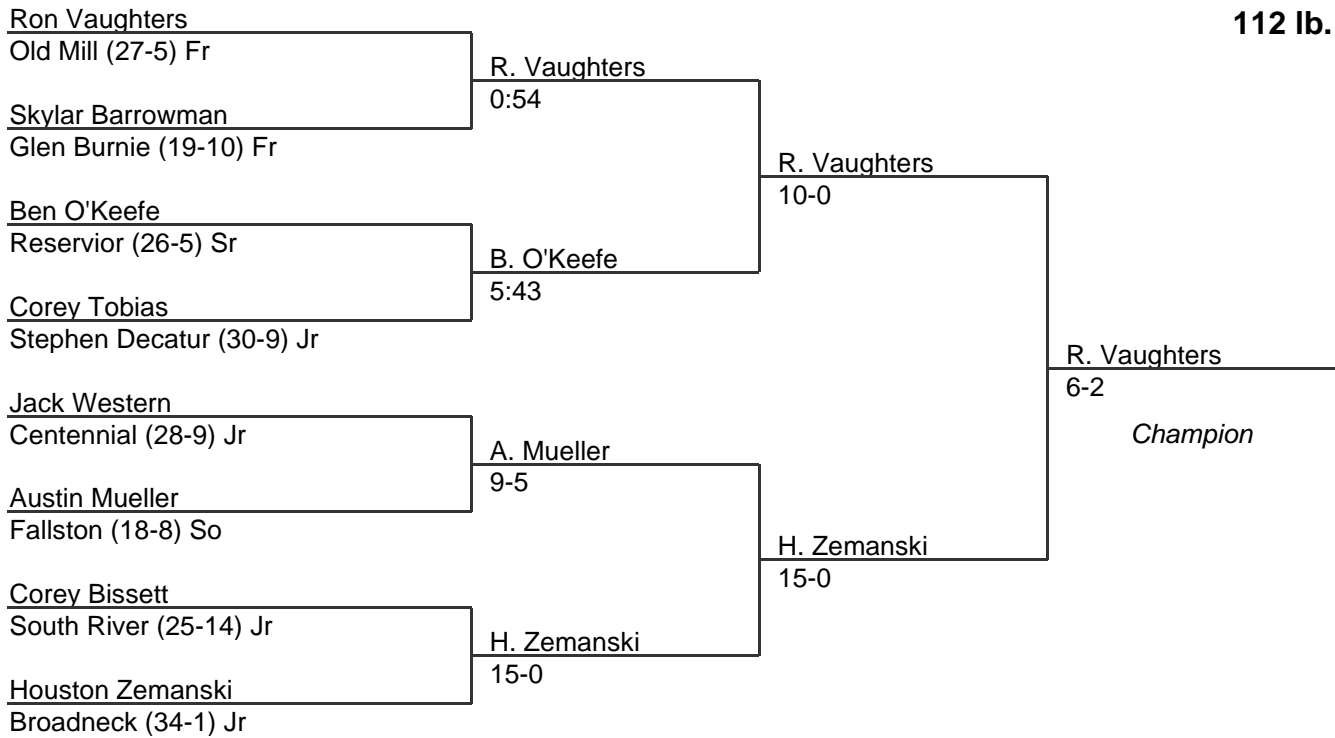 112 lb.
Ron Vaughters
Old Mill (27-5) Fr
R. Vaughters
0:54
Skylar Barrowman
Glen Burnie (19-10) Fr
R. Vaughters
10-0
Ben O'Keefe
Reservior (26-5) Sr
B. O'Keefe
5:43
Corey Tobias
Stephen Decatur (30-9) Jr
R. Vaughters
6-2
Champion
Jack Western
Centennial (28-9) Jr
A. Mueller
9-5
Austin Mueller
Fallston (18-8) So
H. Zemanski
15-0
Corey Bissett
South River (25-14) Jr
H. Zemanski
15-0
Houston Zemanski
Broadneck (34-1) Jr